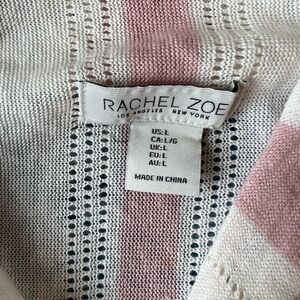 RACHEL ZOE
LOS ANGELES NEW YORK
US: L
CA: L/G
UK: L
EU: L
AU: L
MADE IN CHINA